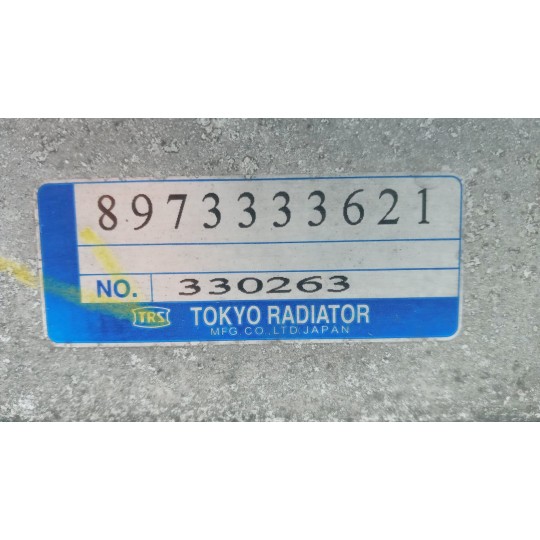 8973333621
NO. 330263
TRS TOKYO RADIATOR
MFG.CO.,LTD.JAPAN